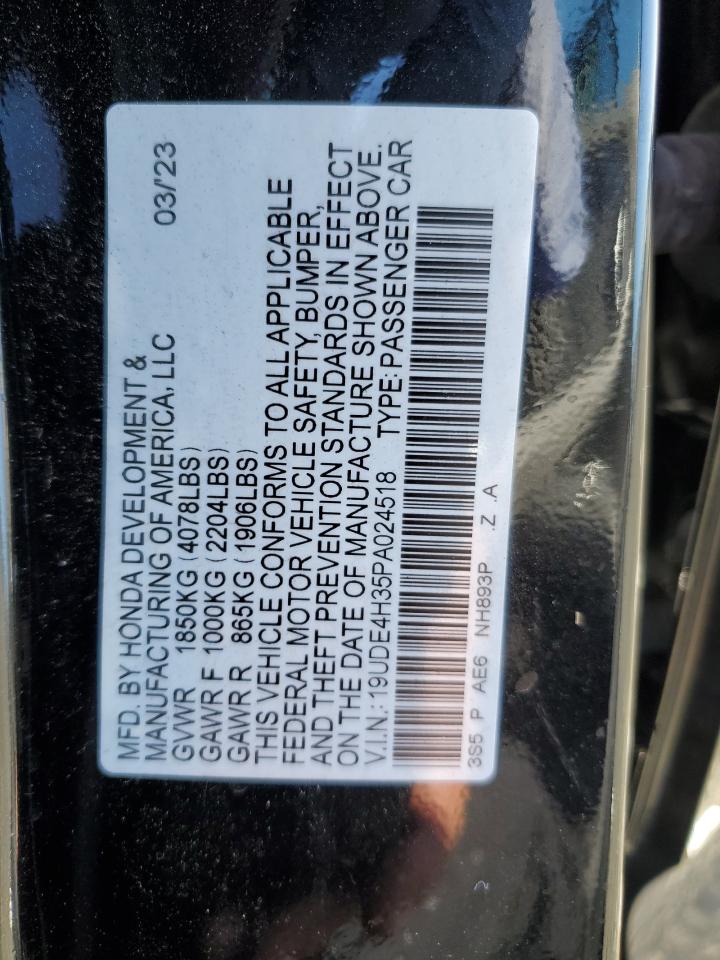 MFD. BY HONDA DEVELOPMENT &
MANUFACTURING OF AMERICA, LLC 03/'23
GVWR 1850KG (4078LBS)
GAWR F 1000KG (2204LBS)
GAWR R 865KG (1906LBS)
THIS VEHICLE CONFORMS TO ALL APPLICABLE
FEDERAL MOTOR VEHICLE SAFETY, BUMPER,
AND THEFT PREVENTION STANDARDS IN EFFECT
ON THE DATE OF MANUFACTURE SHOWN ABOVE.
V.I.N.: 19UDE4H35PA024518 TYPE: PASSENGER CAR
3S5 P AE6 NH893P .Z .A